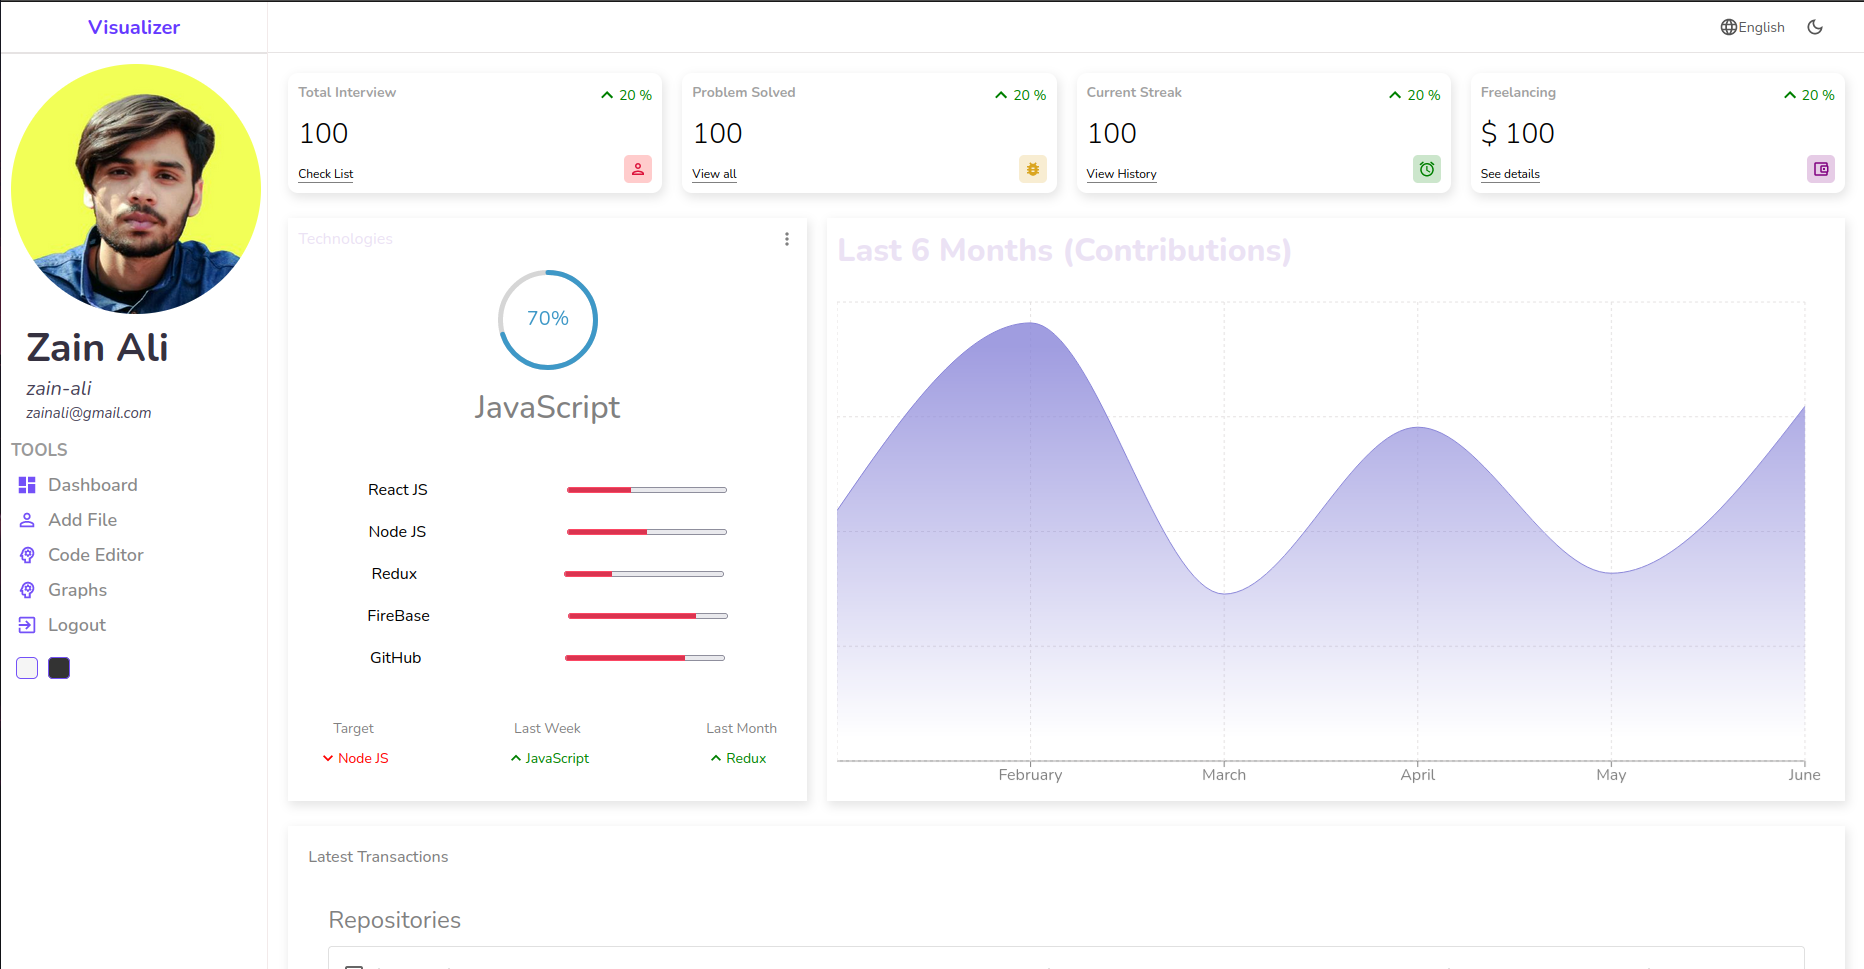 Visualizer
English
Zain Ali
zain-ali
zainali@gmail.com
TOOLS
Dashboard
Add File
Code Editor
Graphs
Logout
Total Interview
20 %
100
Check List
Problem Solved
20 %
100
View all
Current Streak
20 %
100
View History
Freelancing
20 %
$ 100
See details
Technologies
70%
JavaScript
React JS
Node JS
Redux
FireBase
GitHub
Target
Last Week
Last Month
Node JS
JavaScript
Redux
Last 6 Months (Contributions)
February
March
April
May
June
Latest Transactions
Repositories